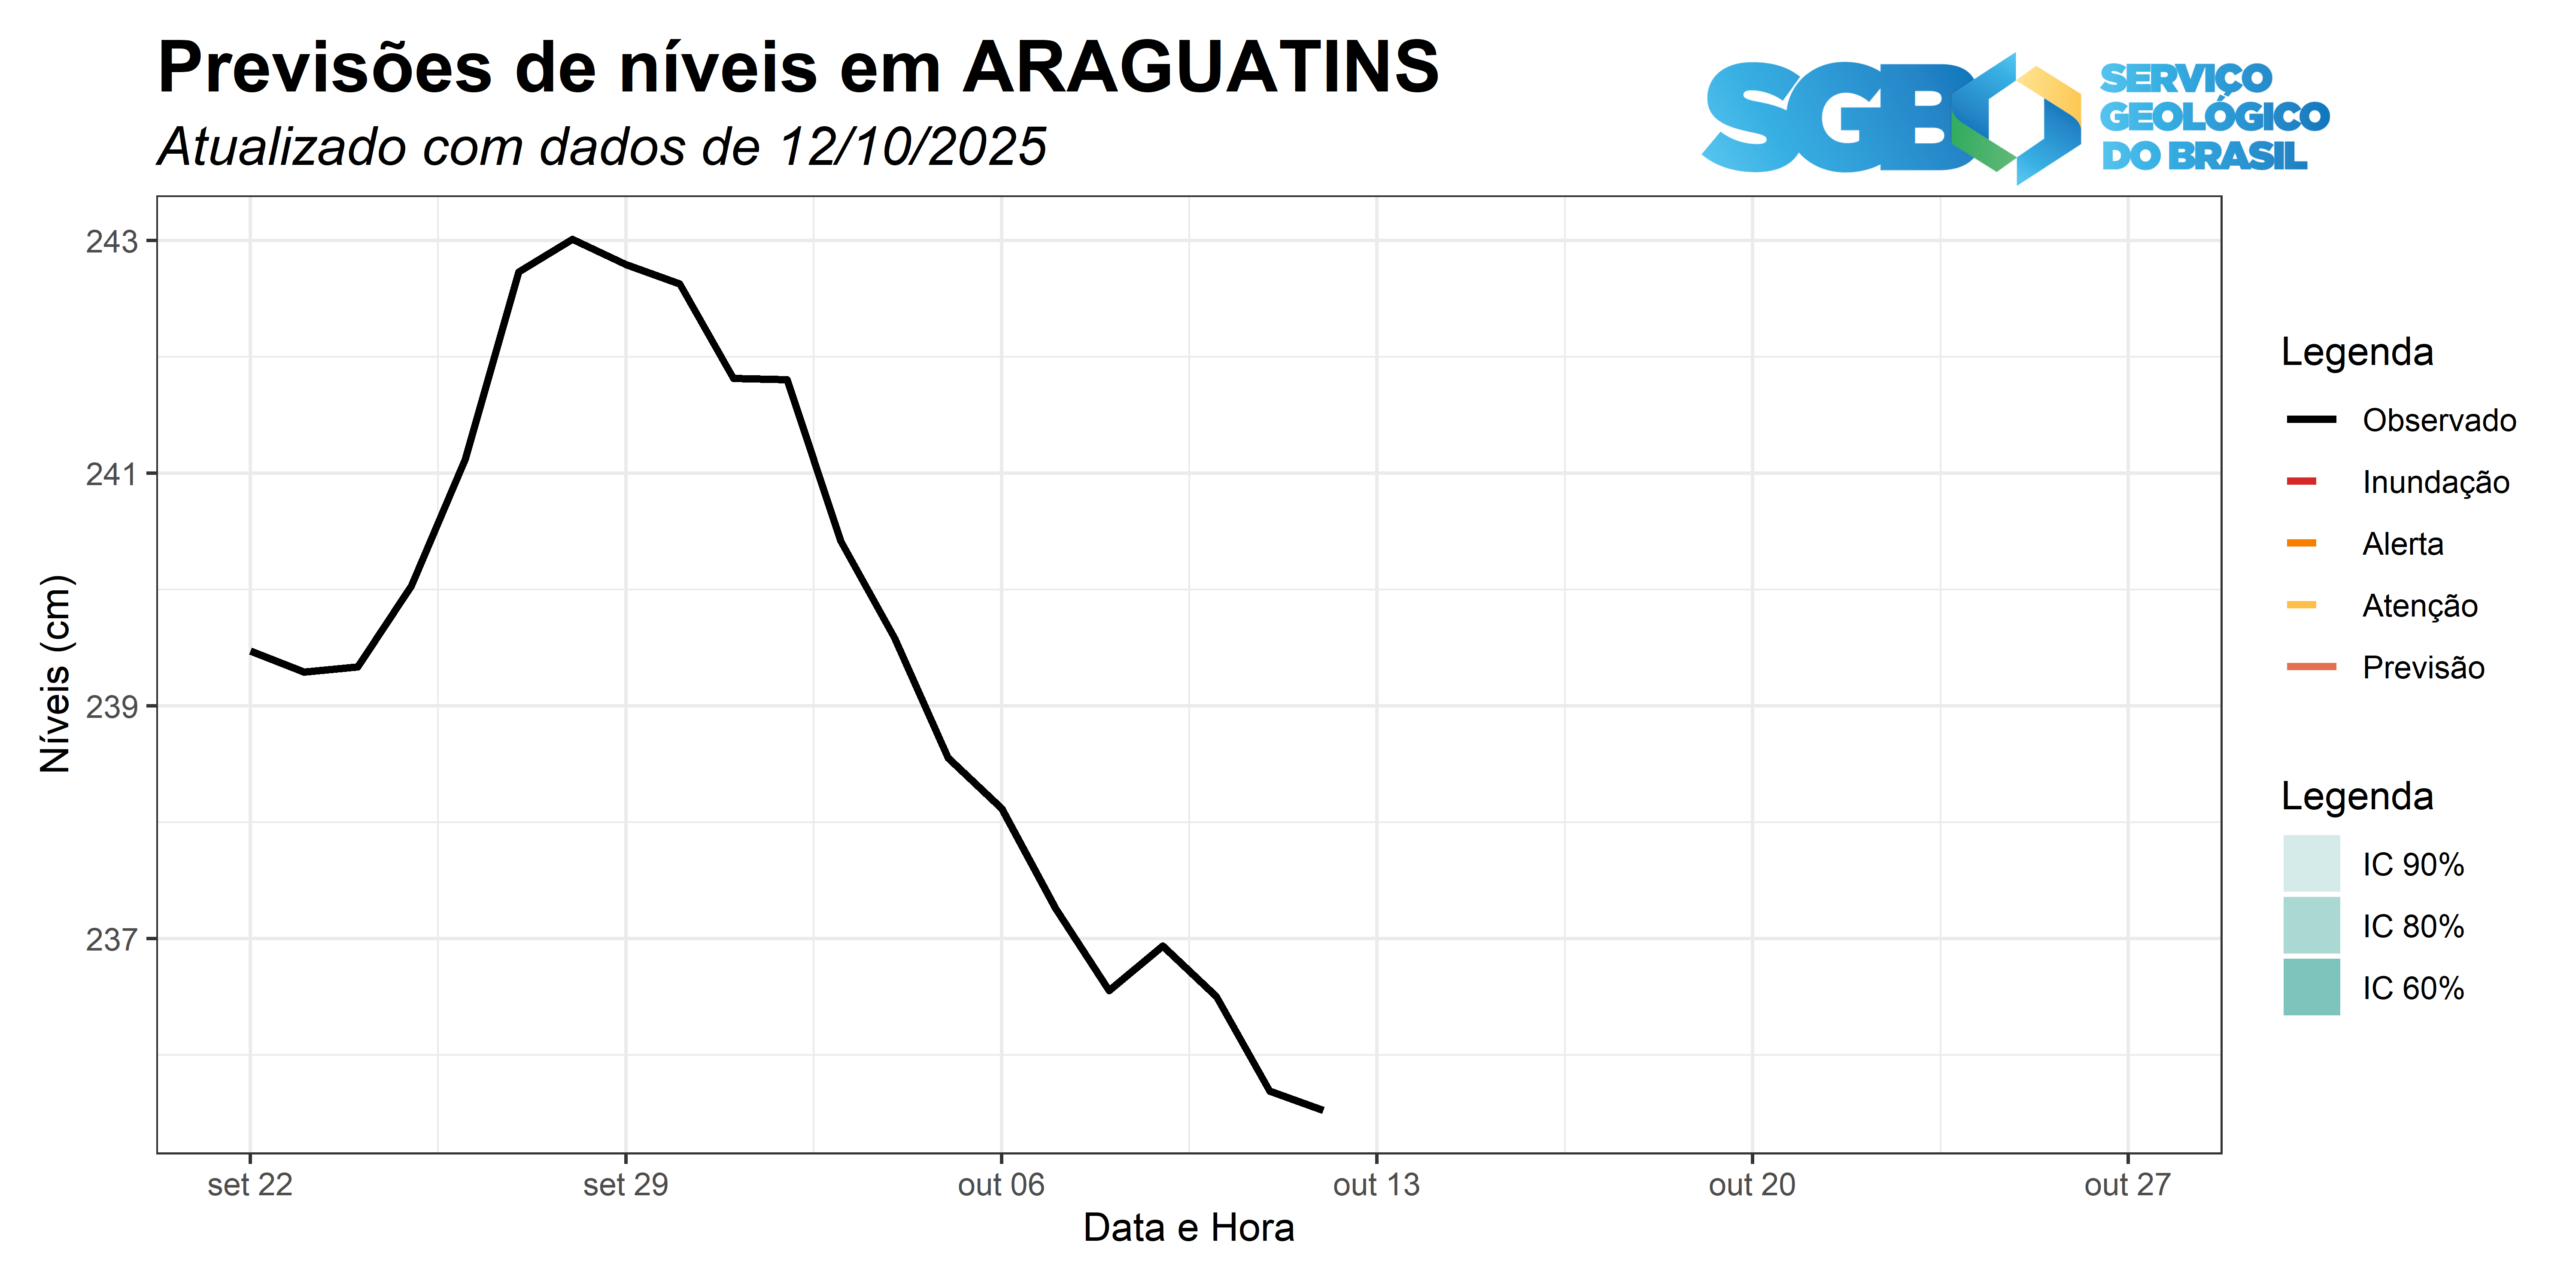 Previsões de níveis em ARAGUATINS
Atualizado com dados de 12/10/2025
SGB
SERVIÇO
GEOLÓGICO
DO BRASIL
243
241
239
237
Níveis (cm)
set 22
set 29
out 06
out 13
out 20
out 27
Data e Hora
Legenda
Observado
Inundação
Alerta
Atenção
Previsão
Legenda
IC 90%
IC 80%
IC 60%